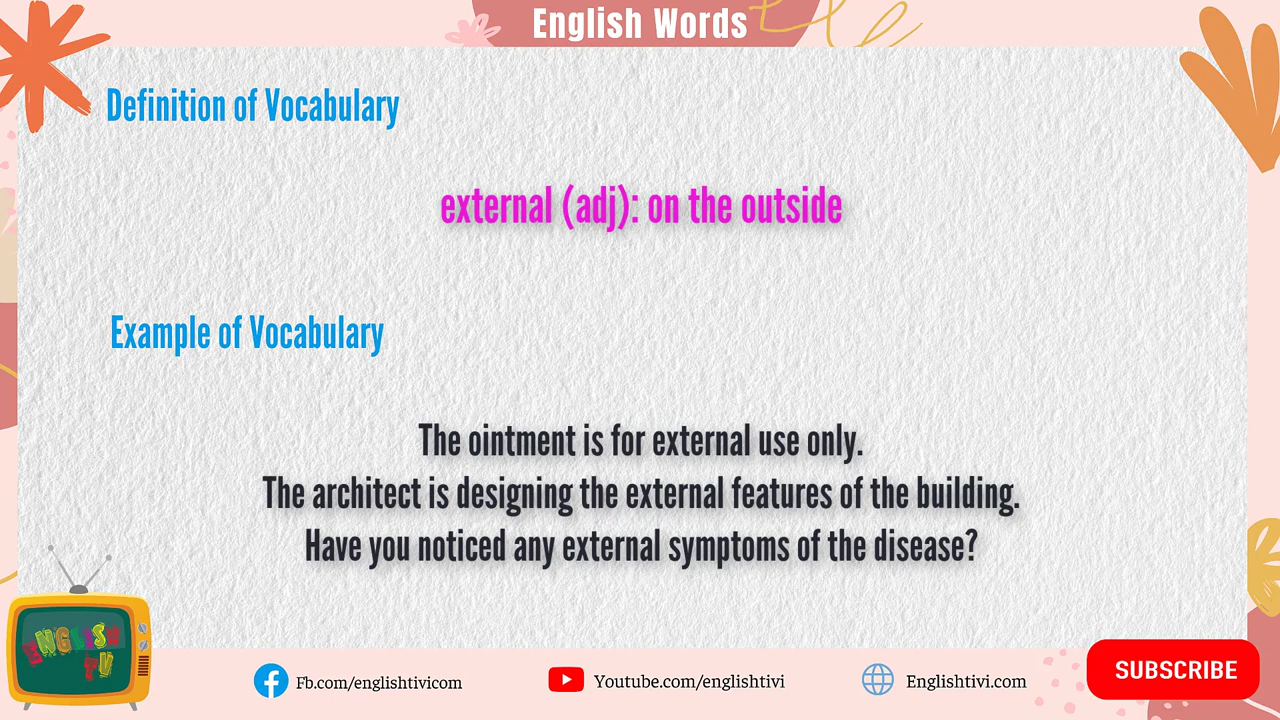 English Words
Definition of Vocabulary
external (adj): on the outside
Example of Vocabulary
The ointment is for external use only.
The architect is designing the external features of the building.
Have you noticed any external symptoms of the disease?
ENGLISH
TV
Fb.com/englishtivicom
Youtube.com/englishtivi
Englishtivi.com
SUBSCRIBE